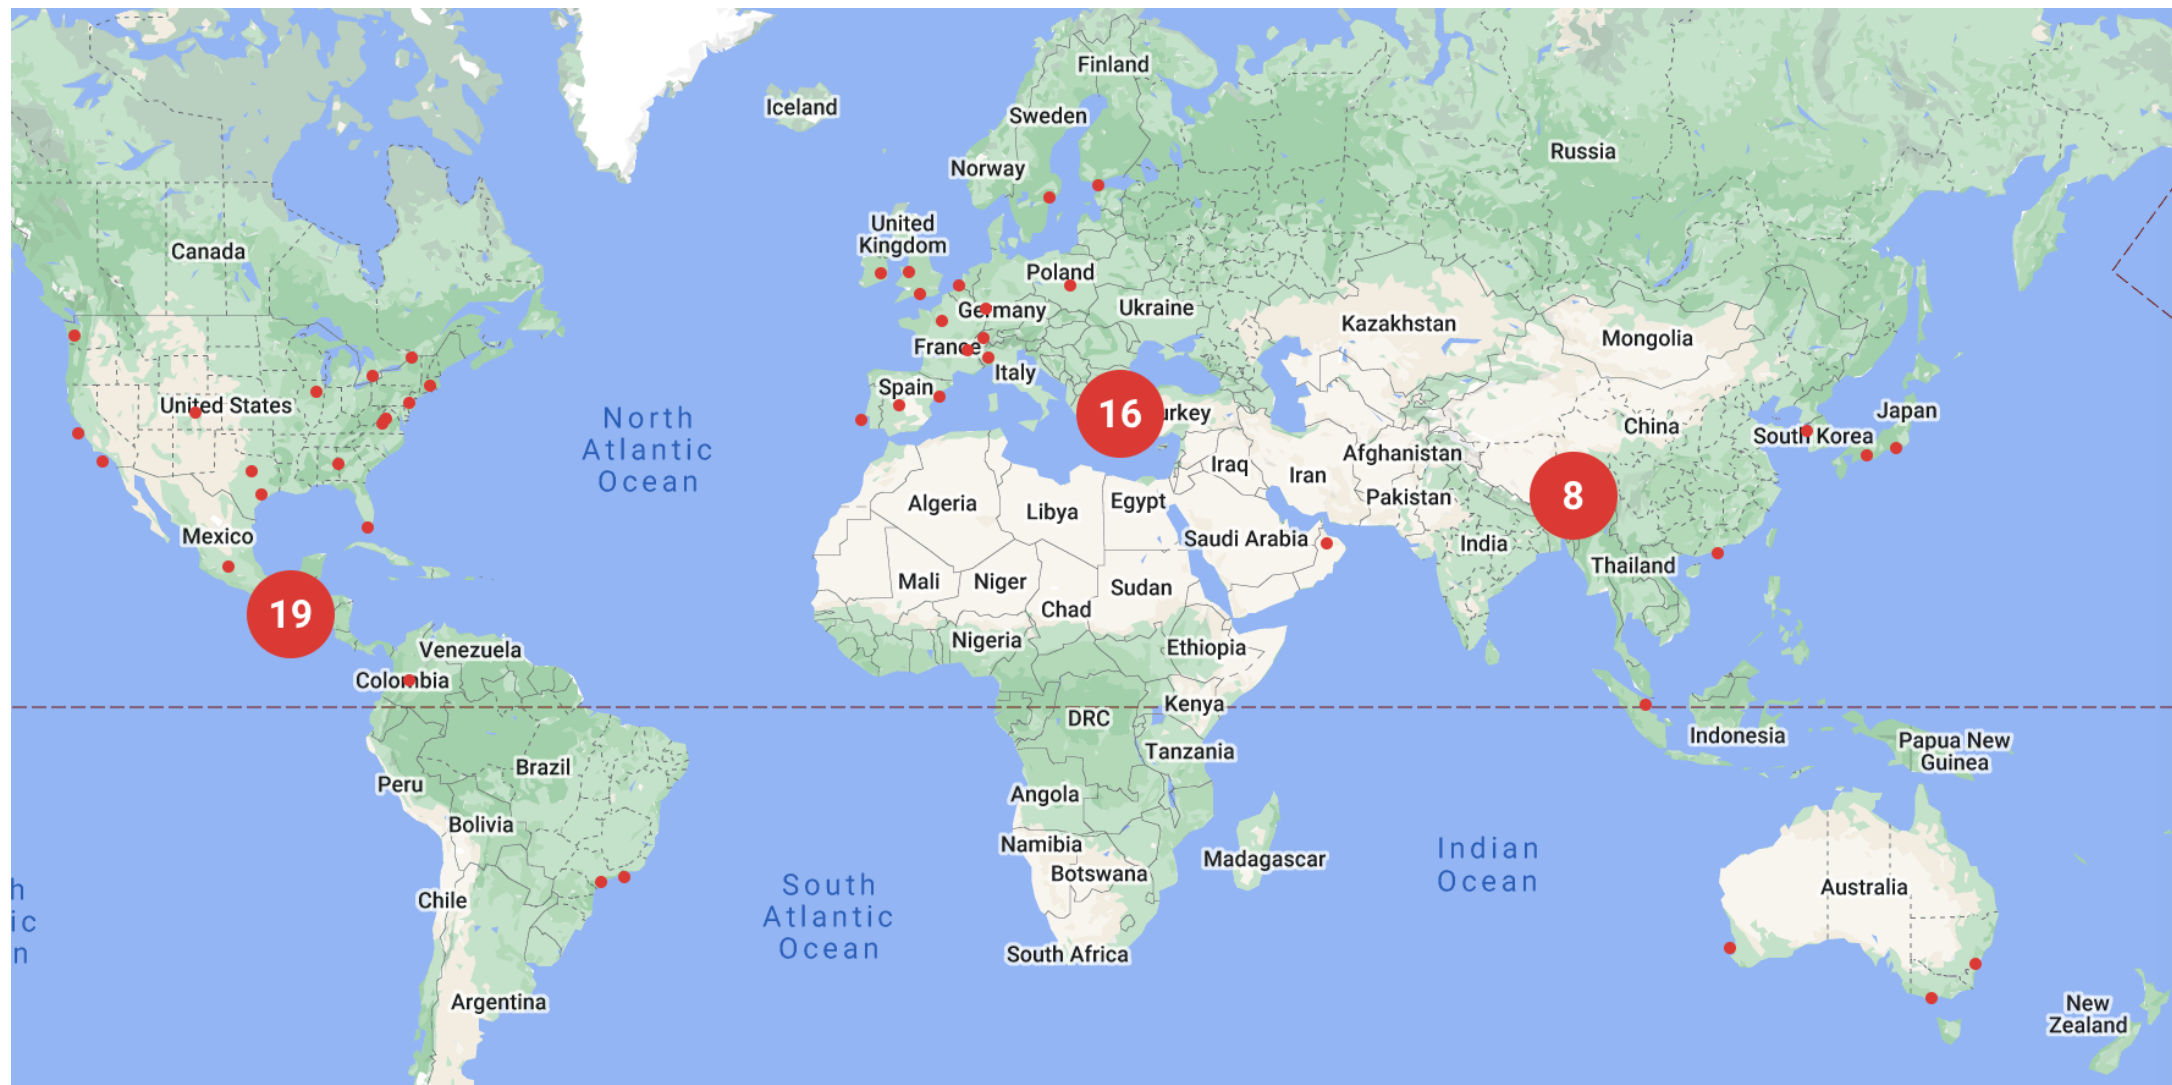 Finland
Iceland
Sweden
Russia
Norway
United
Kingdom
Canada
Poland
Ukraine
Germany
Kazakhstan
Mongolia
France
Italy
Spain
United States
North
Atlantic
Ocean
16
urkey
Japan
China
South Korea
Afghanistan
Iraq
Iran
Pakistan
8
Algeria
Libya
Egypt
Mexico
Saudi Arabia
India
Thailand
Mali
Niger
Sudan
Chad
19
Nigeria
Ethiopia
Venezuela
Colombia
Kenya
DRC
Indonesia
Papua New
Guinea
Tanzania
Brazil
Peru
Angola
Bolivia
Namibia
Botswana
Madagascar
Indian
Ocean
Australia
South
Atlantic
Ocean
Chile
h
ic
n
South Africa
Argentina
New
Zealand